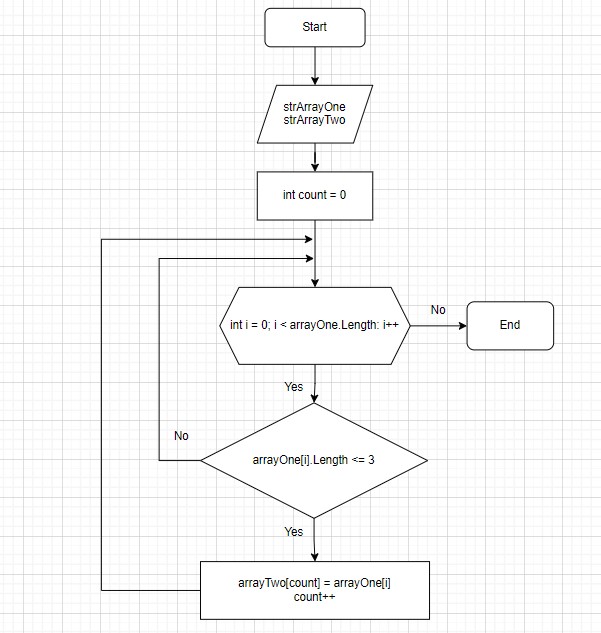 Start
strArrayOne
strArrayTwo
int count = 0
int i = 0; i < arrayOne.Length: i++
No
End
Yes
arrayOne[i].Length <= 3
No
Yes
arrayTwo[count] = arrayOne[i]
count++